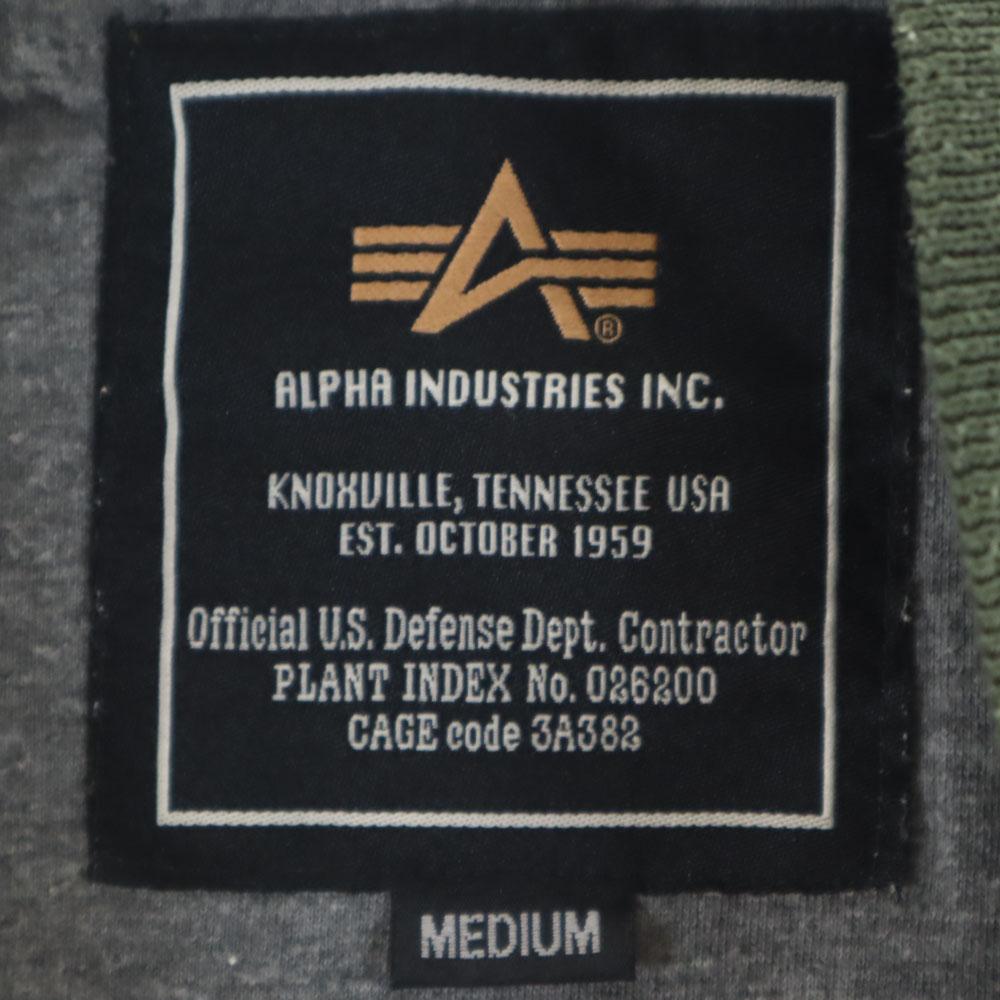 ®
ALPHA INDUSTRIES INC.
KNOXVILLE, TENNESSEE USA
EST. OCTOBER 1959
Official U.S. Defense Dept. Contractor
PLANT INDEX No. 026200
CAGE code 3A382
MEDIUM